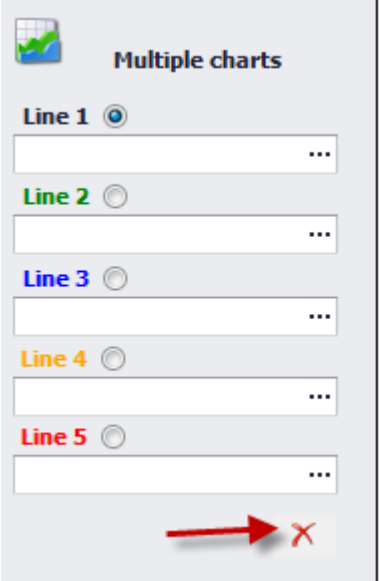 Multiple charts
Line 1
...
Line 2
...
Line 3
...
Line 4
...
Line 5
...